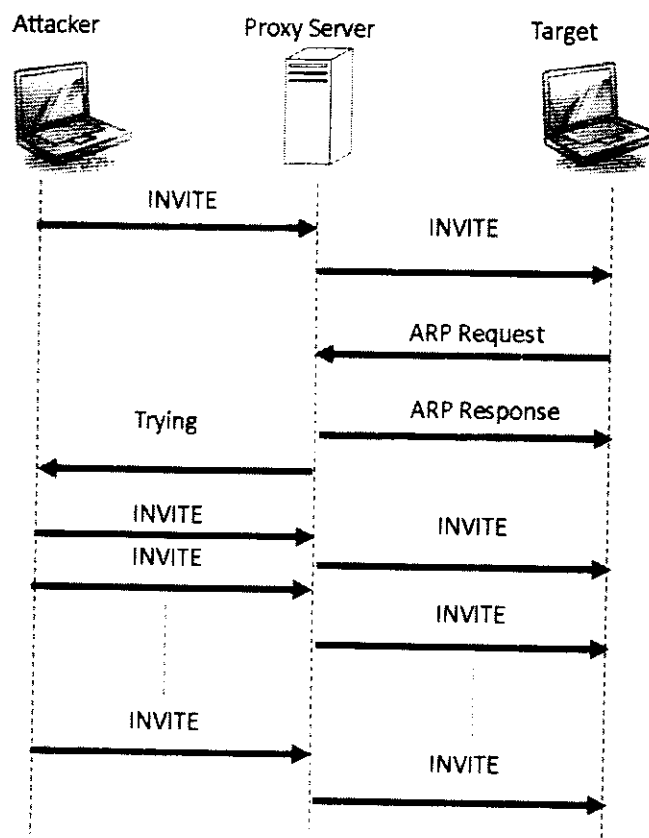 Attacker
Proxy Server
Target
INVITE
INVITE
ARP Request
ARP Response
Trying
INVITE
INVITE
INVITE
INVITE
INVITE
INVITE